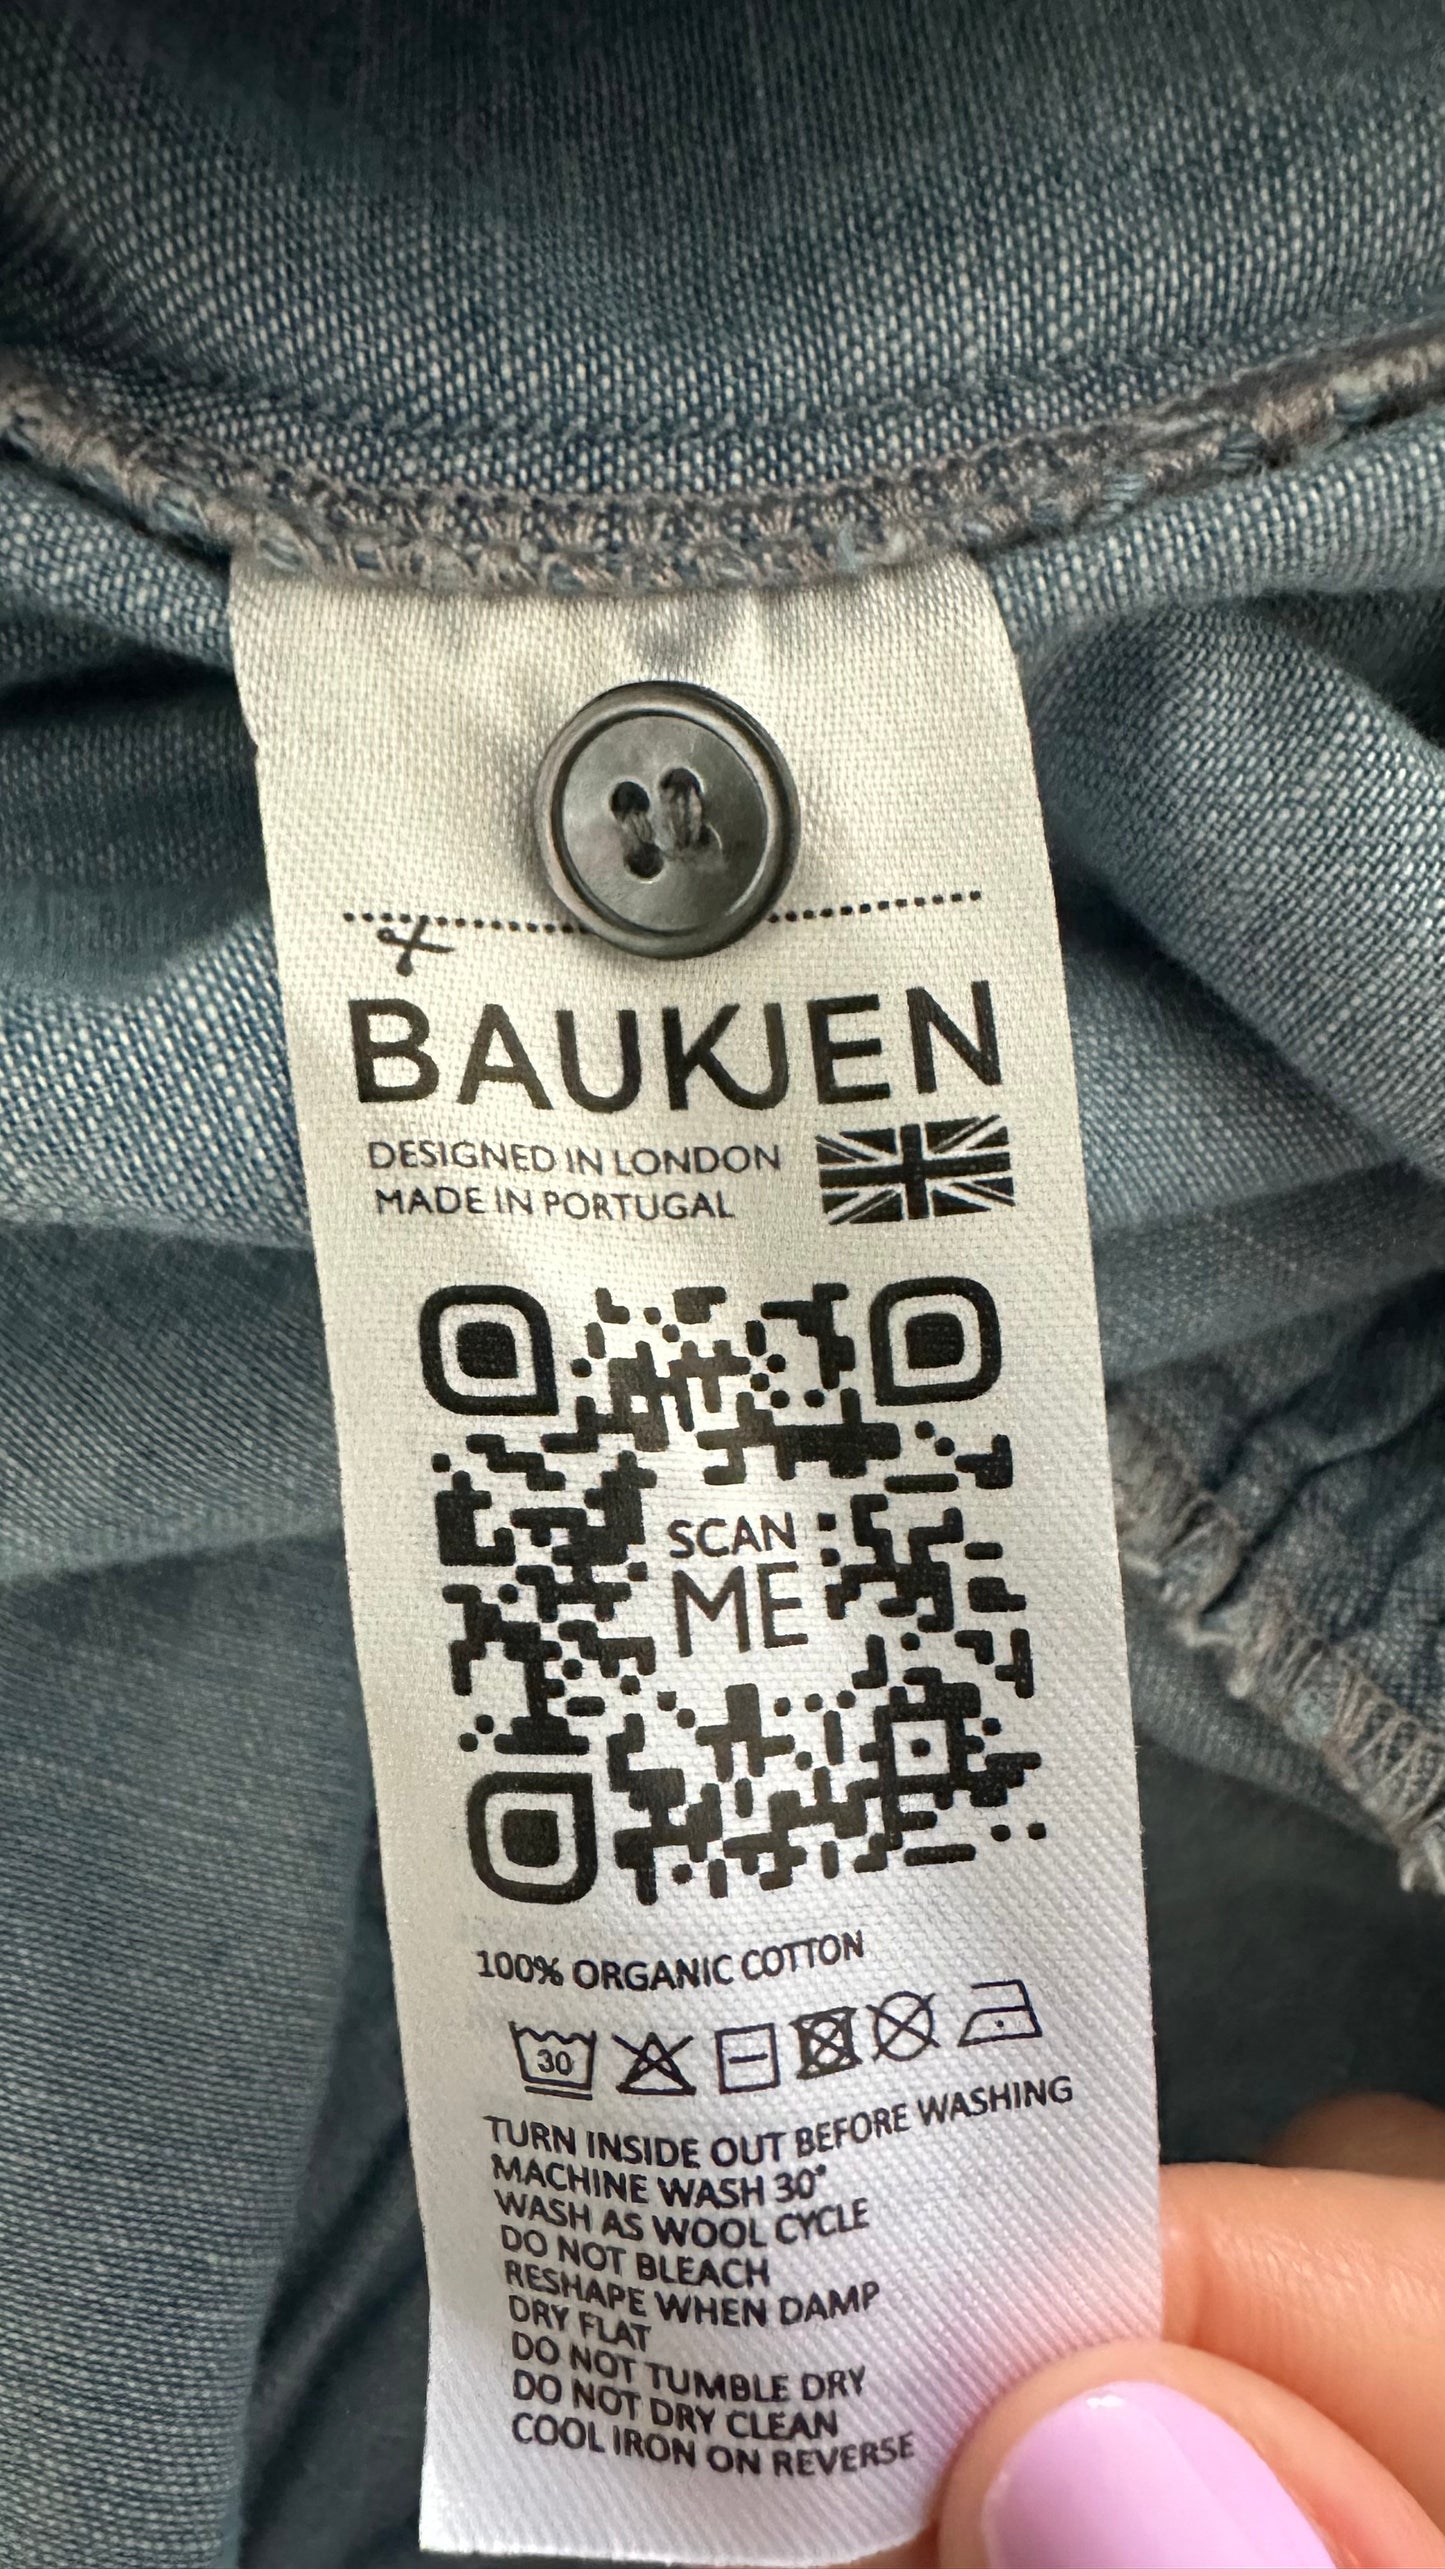 BAUKJEN
DESIGNED IN LONDON
MADE IN PORTUGAL
SCAN
ME
100% ORGANIC COTTON
30
TURN INSIDE OUT BEFORE WASHING
MACHINE WASH 30°
WASH AS WOOL CYCLE
DO NOT BLEACH
RESHAPE WHEN DAMP
DRY FLAT
DO NOT TUMBLE DRY
DO NOT DRY CLEAN
COOL IRON ON REVERSE